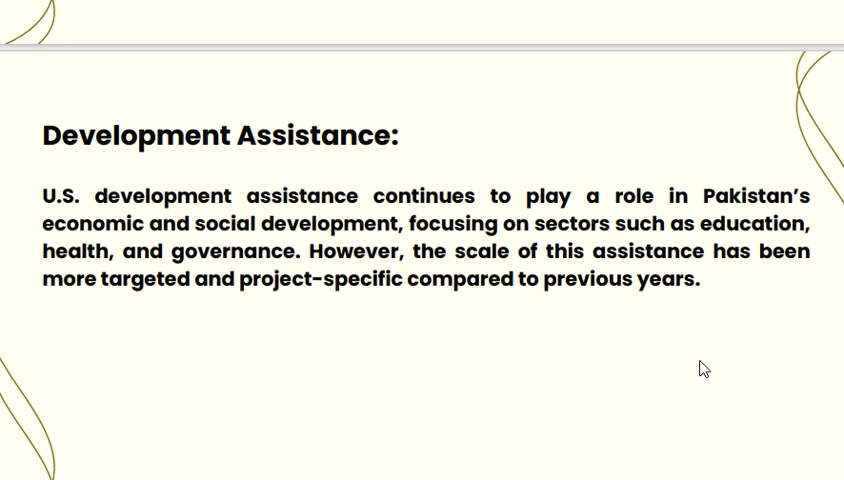 Development Assistance:
U.S. development assistance continues to play a role in Pakistan’s
economic and social development, focusing on sectors such as education,
health, and governance. However, the scale of this assistance has been
more targeted and project-specific compared to previous years.